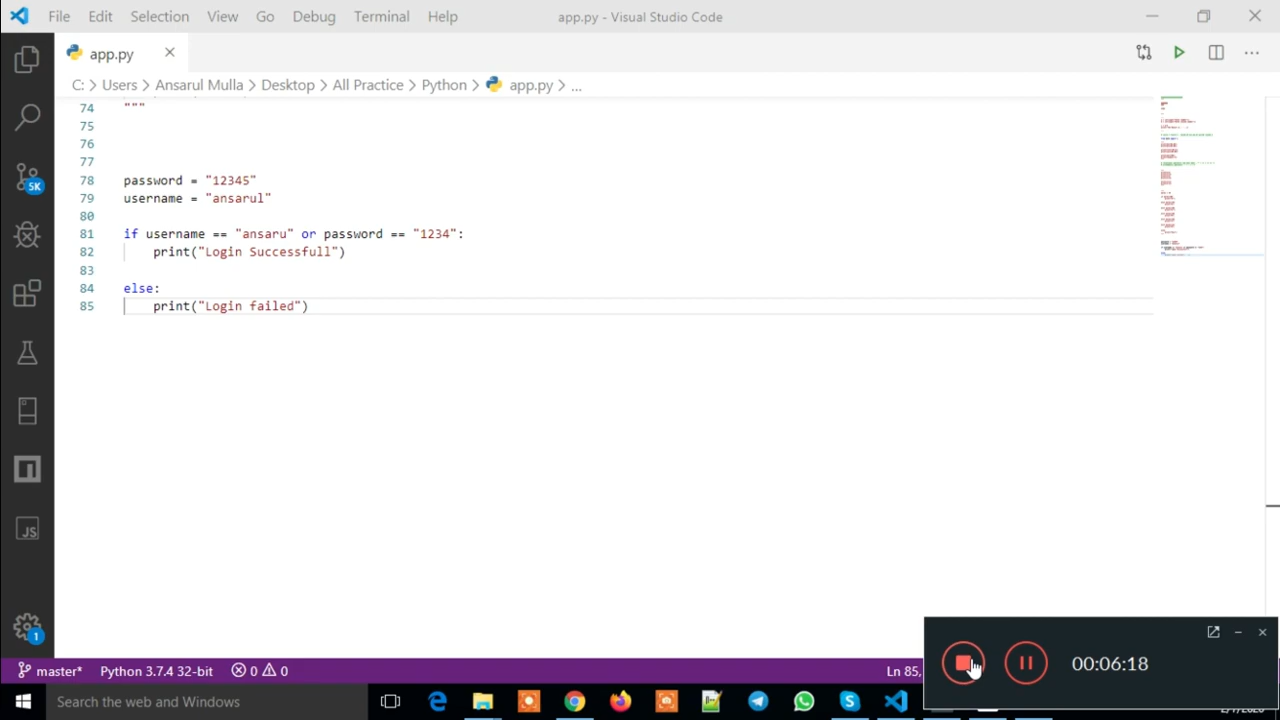 File Edit Selection View Go Debug Terminal Help app.py - Visual Studio Code
app.py
C: > Users > Ansarul Mulla > Desktop > All Practice > Python > app.py > ...
74 """
75
76
77
78 password = "12345"
79 username = "ansarul"
80
81 if username == "ansaru" or password == "1234":
82 print("Login Successfull")
83
84 else:
85 print("Login failed")
5K
JS
1
00:06:18
master* Python 3.7.4 32-bit 0 0 Ln 85,
Search the web and Windows